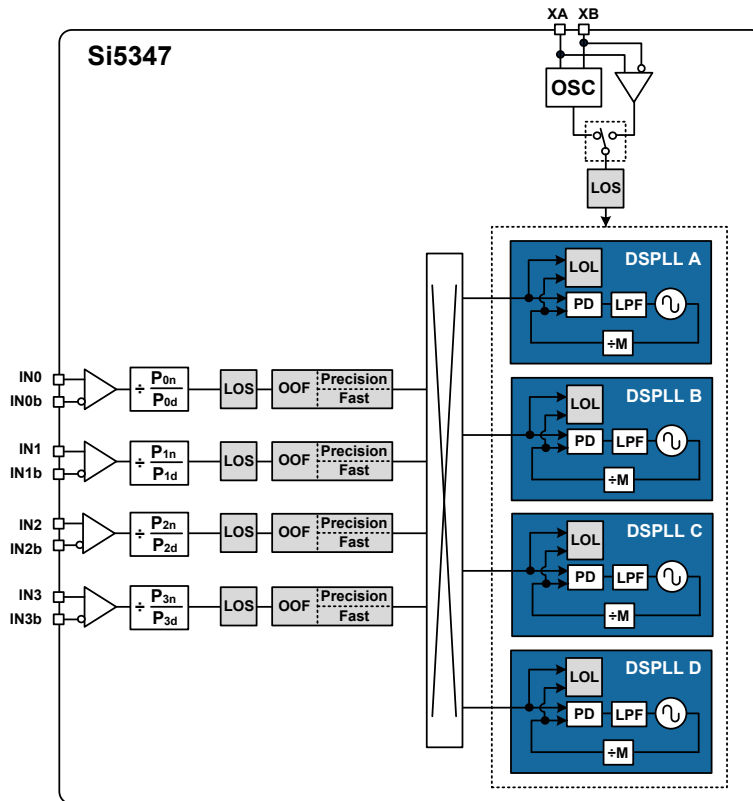 XA XB
Si5347
OSC
LOS
DSPLL A
LOL
PD LPF
÷M
IN0
IN0b
÷ P0n
P0d
LOS OOF Precision
Fast
DSPLL B
LOL
PD LPF
÷M
IN1
IN1b
÷ P1n
P1d
LOS OOF Precision
Fast
IN2
IN2b
÷ P2n
P2d
LOS OOF Precision
Fast
DSPLL C
LOL
PD LPF
÷M
IN3
IN3b
÷ P3n
P3d
LOS OOF Precision
Fast
DSPLL D
LOL
PD LPF
÷M